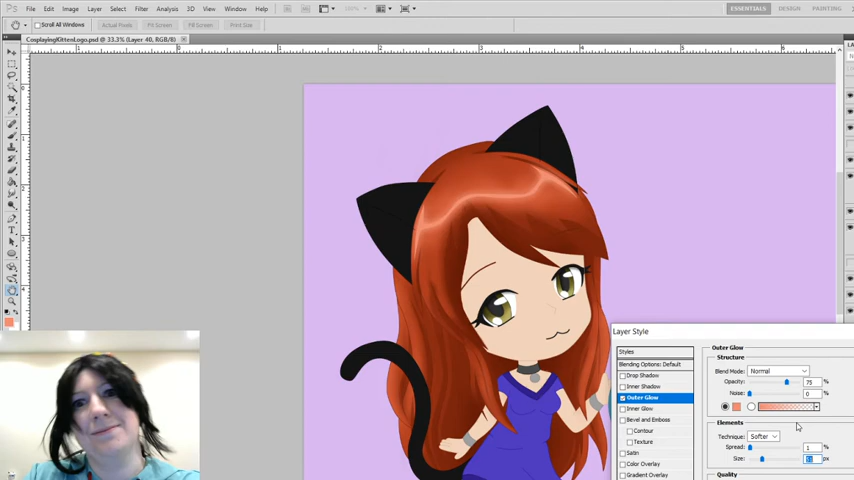 Ps File Edit Image Layer Select Filter Analysis 3D View Window Help
ESSENTIALS DESIGN PAINTING
Scroll All Windows Actual Pixels Fit Screen Fill Screen Print Size
CosplayingKittenLogo.psd @ 33.3% (Layer 40, RGB/8)
Layer Style
Styles
Blending Options: Default
Drop Shadow
Inner Shadow
Outer Glow
Inner Glow
Bevel and Emboss
Contour
Texture
Satin
Color Overlay
Gradient Overlay
Outer Glow
Structure
Blend Mode: Normal
Opacity: 75 %
Noise: 0 %
Elements
Technique: Softer
Spread: 1 %
Size: px
Quality